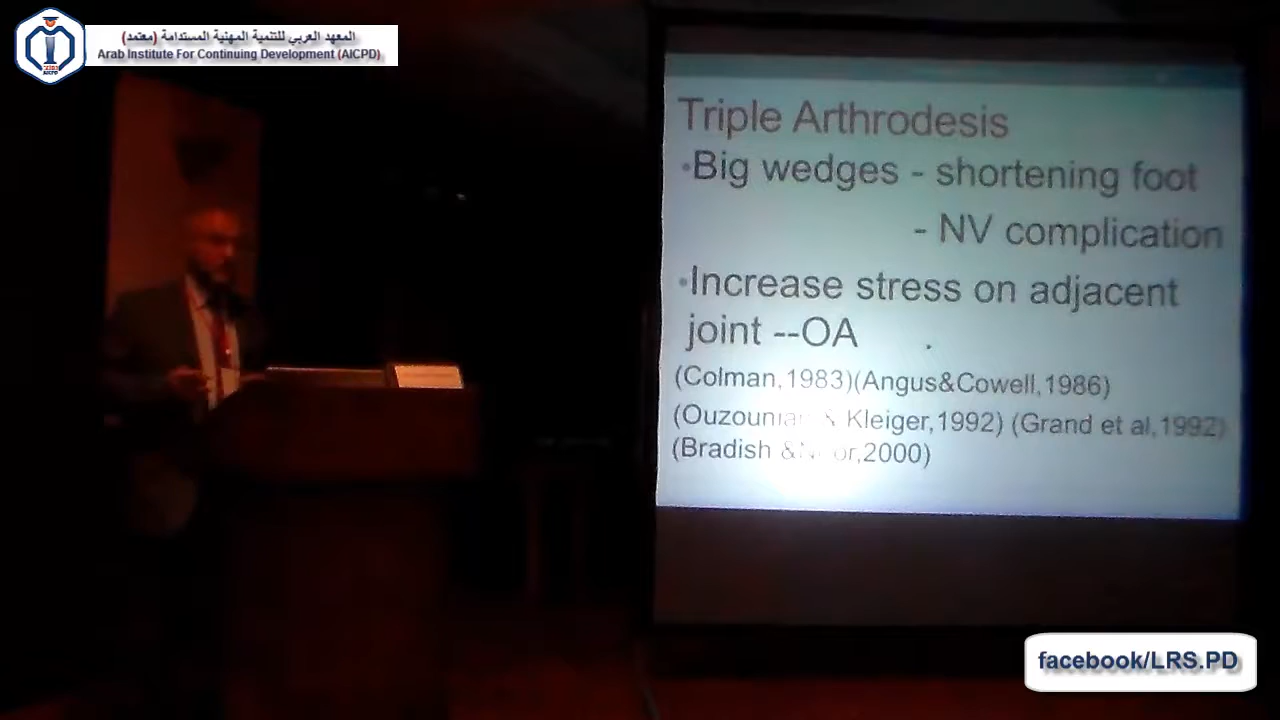 المعهد العربي للتنمية المهنية المستدامة (معتمد)
Arab Institute For Continuing Development (AICPD)
AICPD
Triple Arthrodesis
•Big wedges - shortening foot
- NV complication
•Increase stress on adjacent
joint --OA
(Colman,1983)(Angus&Cowell,1986)
& Kleiger,1992) (Grand et al,1992)
(Bradish & ,2000)
facebook/LRS.PD